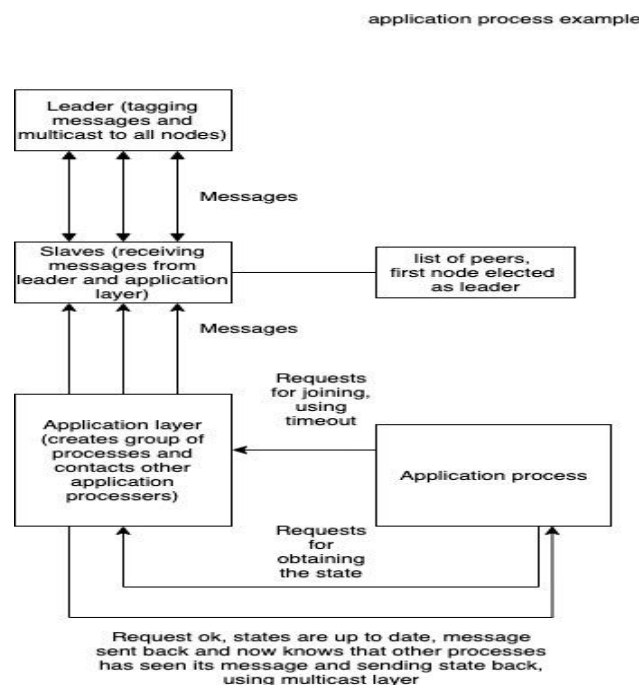 application process example
Leader (tagging
messages and
multicast to all nodes)
Messages
Slaves (receiving
messages from
leader and application
layer)
list of peers,
first node elected
as leader
Messages
Requests
for joining,
using
timeout
Application layer
(creates group of
processes and
contacts other
application
processers)
Application process
Requests
for
obtaining
the state
Request ok, states are up to date, message
sent back and now knows that other processes
has seen its message and sending state back,
using multicast layer